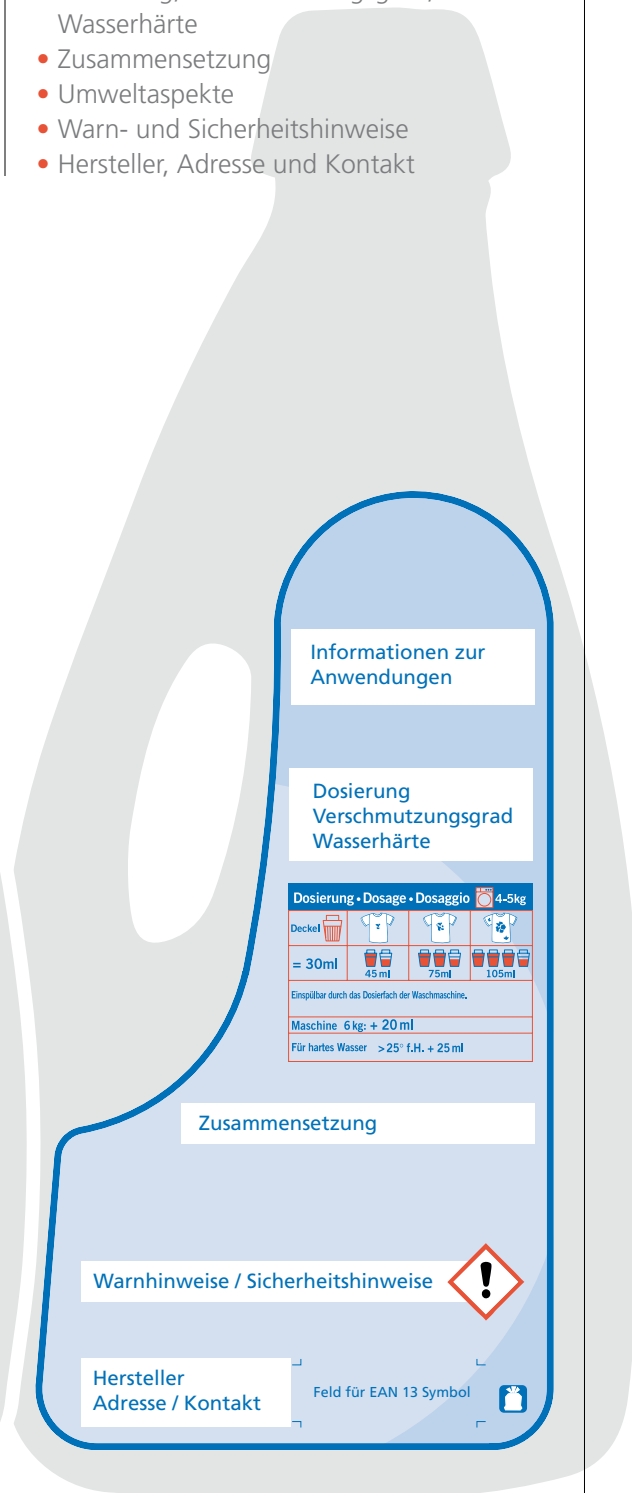 Wasserhärte
• Zusammensetzung
• Umweltaspekte
• Warn- und Sicherheitshinweise
• Hersteller, Adresse und Kontakt
Informationen zur
Anwendungen
Dosierung
Verschmutzungsgrad
Wasserhärte
Dosierung • Dosage • Dosaggio 4-5kg
Deckel
= 30ml 45 ml 75ml 105ml
Einspülbar durch das Dosierfach der Waschmaschine.
Maschine 6 kg: + 20 ml
Für hartes Wasser > 25° f.H. + 25 ml
Zusammensetzung
Warnhinweise / Sicherheitshinweise
Hersteller
Adresse / Kontakt
Feld für EAN 13 Symbol